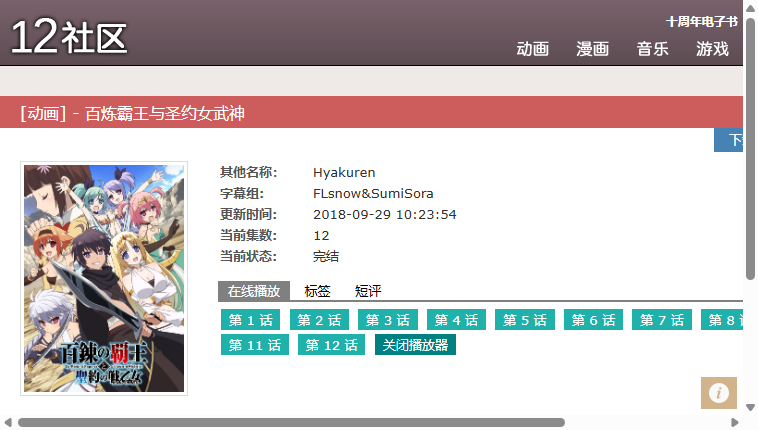 12社区
十周年电子书
动画 漫画 音乐 游戏
[动画] - 百炼霸王与圣约女武神
其他名称: Hyakuren
字幕组: FLsnow&SumiSora
更新时间: 2018-09-29 10:23:54
当前集数: 12
当前状态: 完结
在线播放 标签 短评
第 1 话 第 2 话 第 3 话 第 4 话 第 5 话 第 6 话 第 7 话 第 8
第 11 话 第 12 话 关闭播放器
百錬の覇王
と
聖約の戦乙女